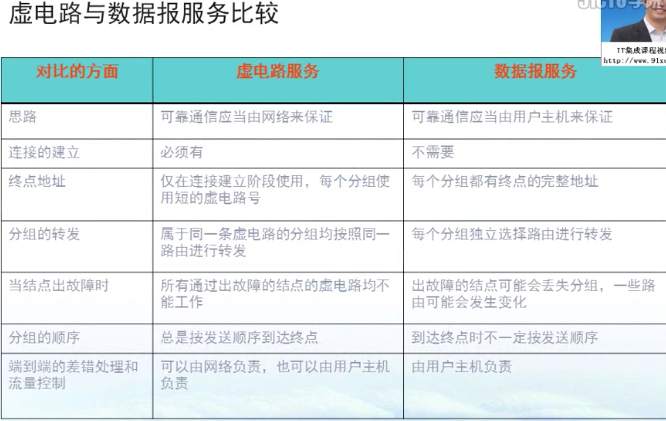 虚电路与数据报服务比较
IT集成课程视
http://www.91xu
对比的方面
虚电路服务
数据报服务
思路
可靠通信应当由网络来保证
可靠通信应当由用户主机来保证
连接的建立
必须有
不需要
终点地址
仅在连接建立阶段使用，每个分组使
用短的虚电路号
每个分组都有终点的完整地址
分组的转发
属于同一条虚电路的分组均按照同一
路由进行转发
每个分组独立选择路由进行转发
当结点出故障时
所有通过出故障的结点的虚电路均不
能工作
出故障的结点可能会丢失分组，一些路
由可能会发生变化
分组的顺序
总是按发送顺序到达终点
到达终点时不一定按发送顺序
端到端的差错处理和
流量控制
可以由网络负责，也可以由用户主机
负责
由用户主机负责